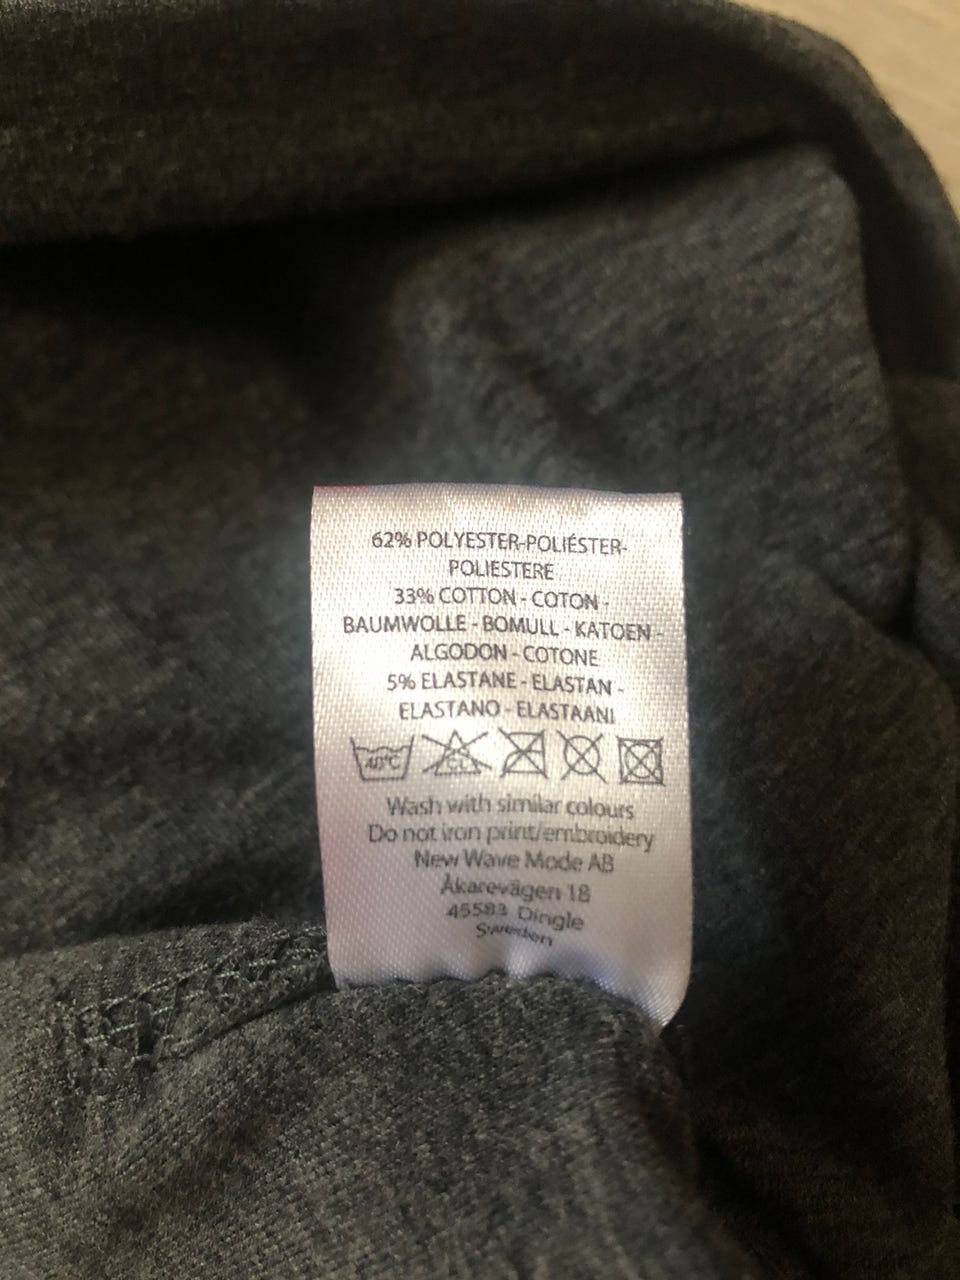 62% POLYESTER-POLIÉSTER-
POLIESTERE
33% COTTON - COTON -
BAUMWOLLE - BOMULL - KATOEN -
ALGODON - COTONE
5% ELASTANE - ELASTAN -
ELASTANO - ELASTAANI
40°C CL
Wash with similar colours
Do not iron print/embroidery
New Wave Mode AB
Åkarevägen 18
45583 Dingle
Sweden